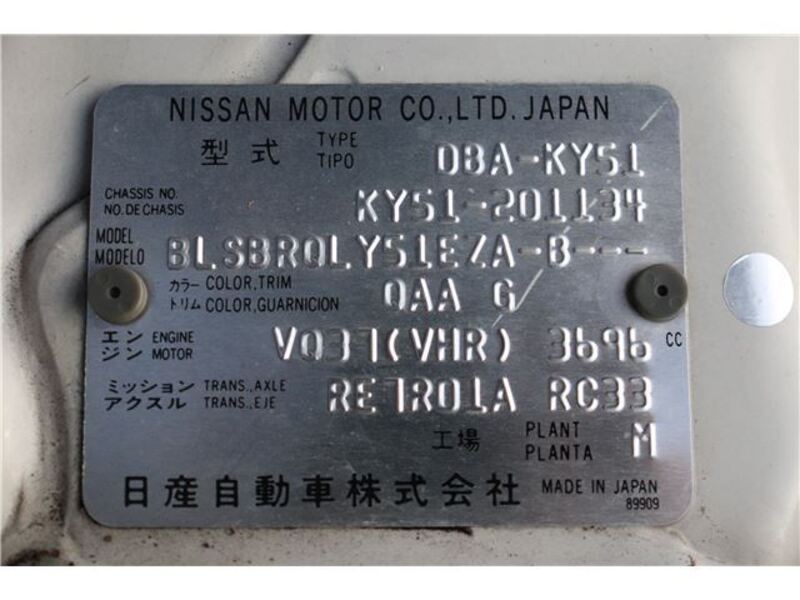 NISSAN MOTOR CO.,LTD. JAPAN
型式 TYPE TIPO DBA-KY51
CHASSIS NO. NO. DE CHASIS KY51-201134
MODEL MODELO BLSBRQLY51EZA-B---
カラー COLOR,TRIM トリム COLOR,GUARNICION QAA G
エンジン ENGINE MOTOR VQ37(VHR) 3696 CC
ミッション TRANS.,AXLE アクスル TRANS.,EJE RE7R01A RC33
工場 PLANT PLANTA M
日産自動車株式会社 MADE IN JAPAN
89909